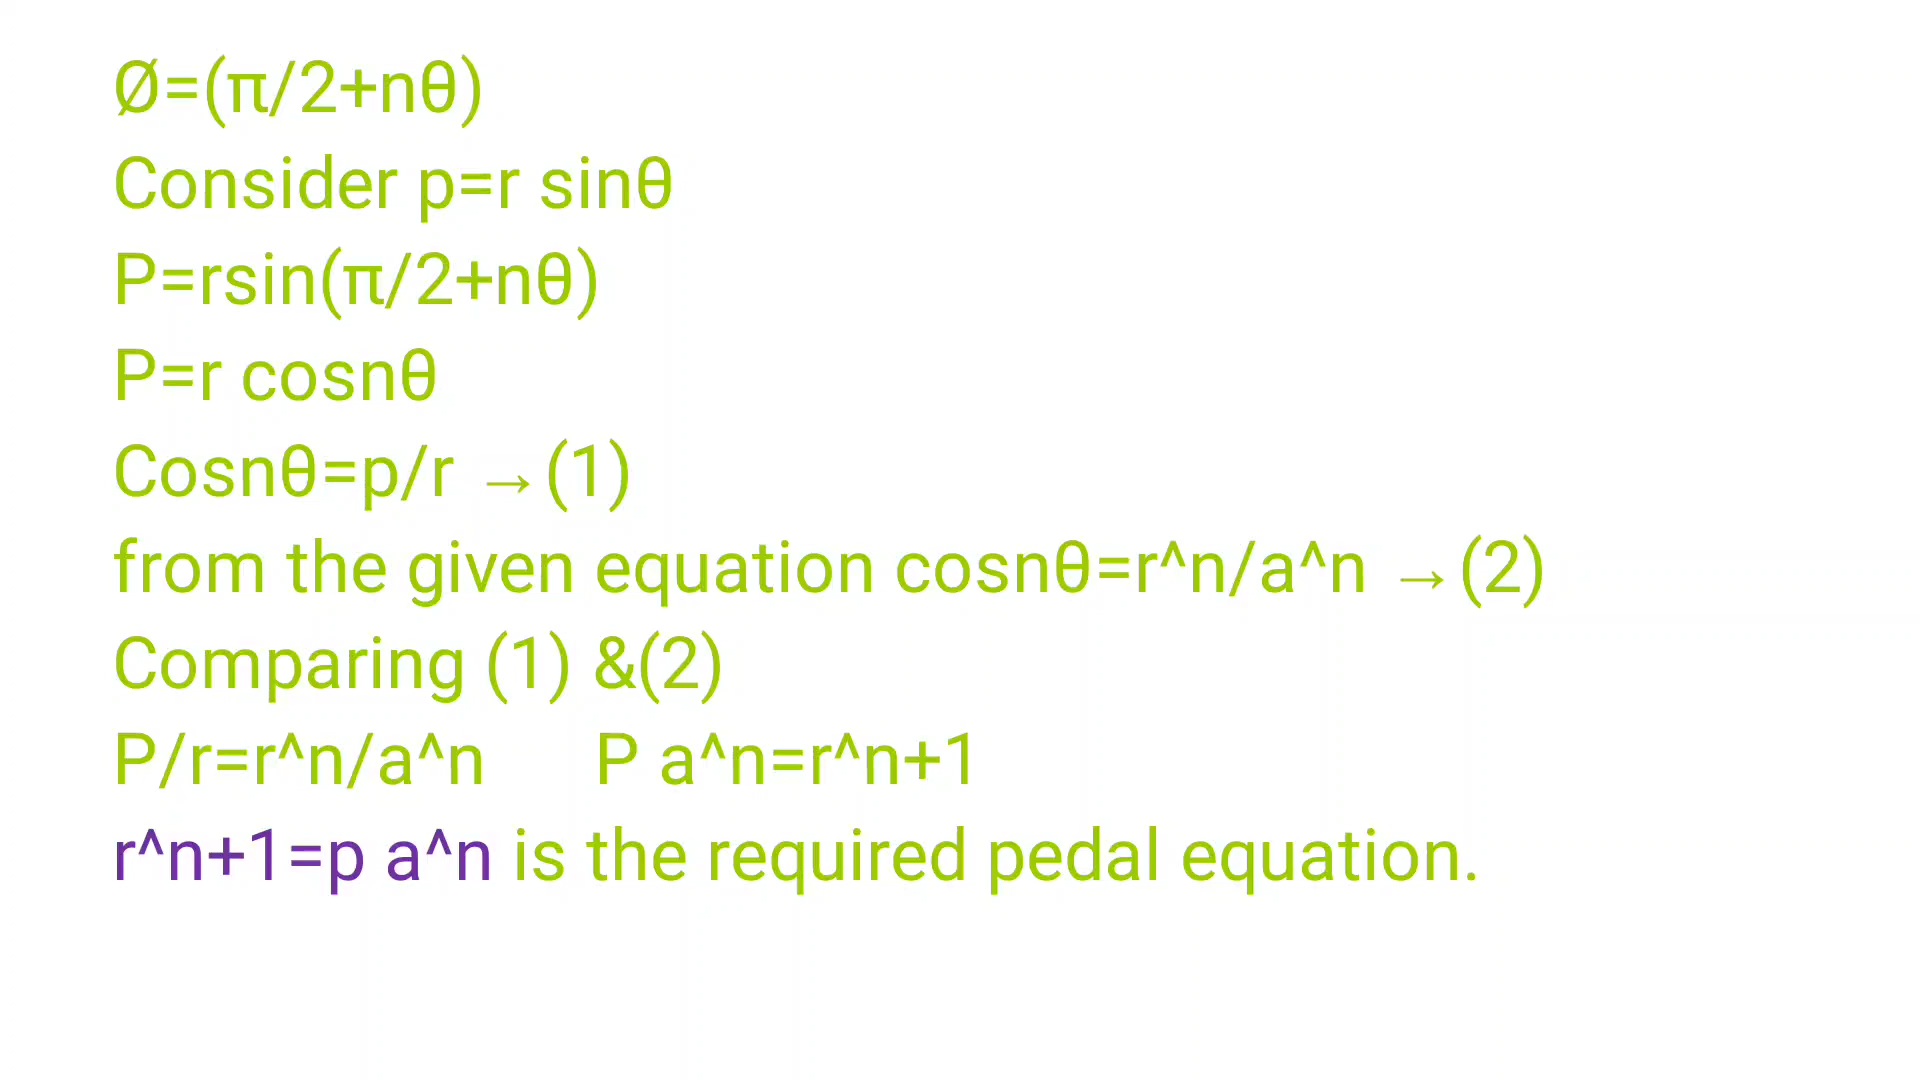 Ø=(π/2+nθ)
Consider p=r sinθ
P=rsin(π/2+nθ)
P=r cosnθ
Cosnθ=p/r →(1)
from the given equation cosnθ=r^n/a^n →(2)
Comparing (1) &(2)
P/r=r^n/a^n P a^n=r^n+1
r^n+1=p a^n is the required pedal equation.